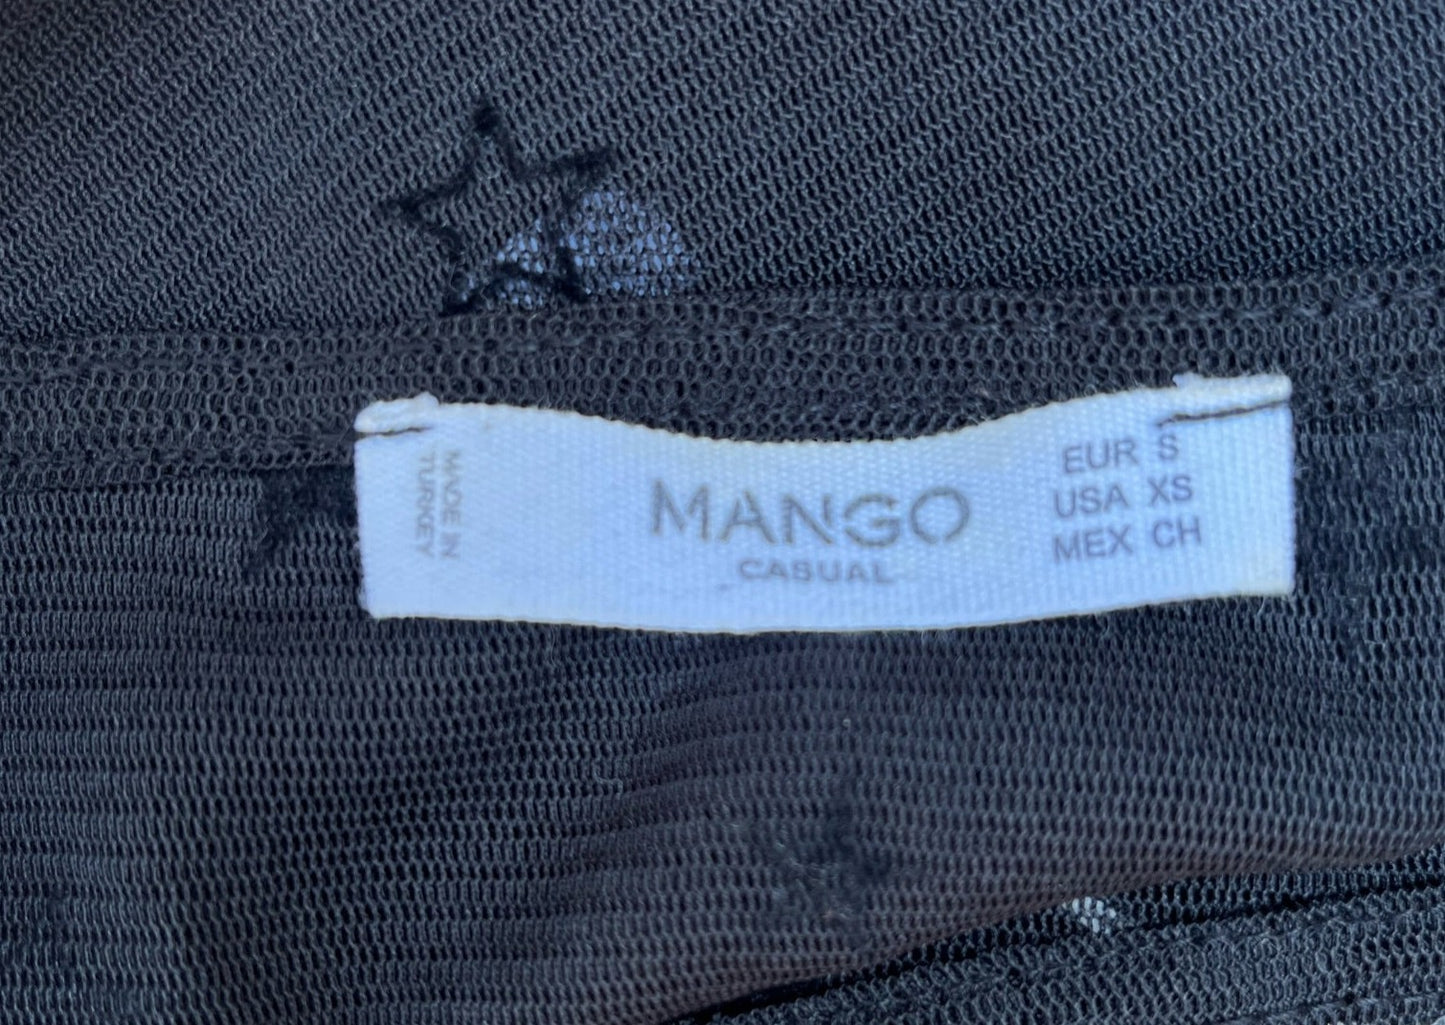 MADE IN
TURKEY
MANGO
CASUAL
EUR S
USA XS
MEX CH